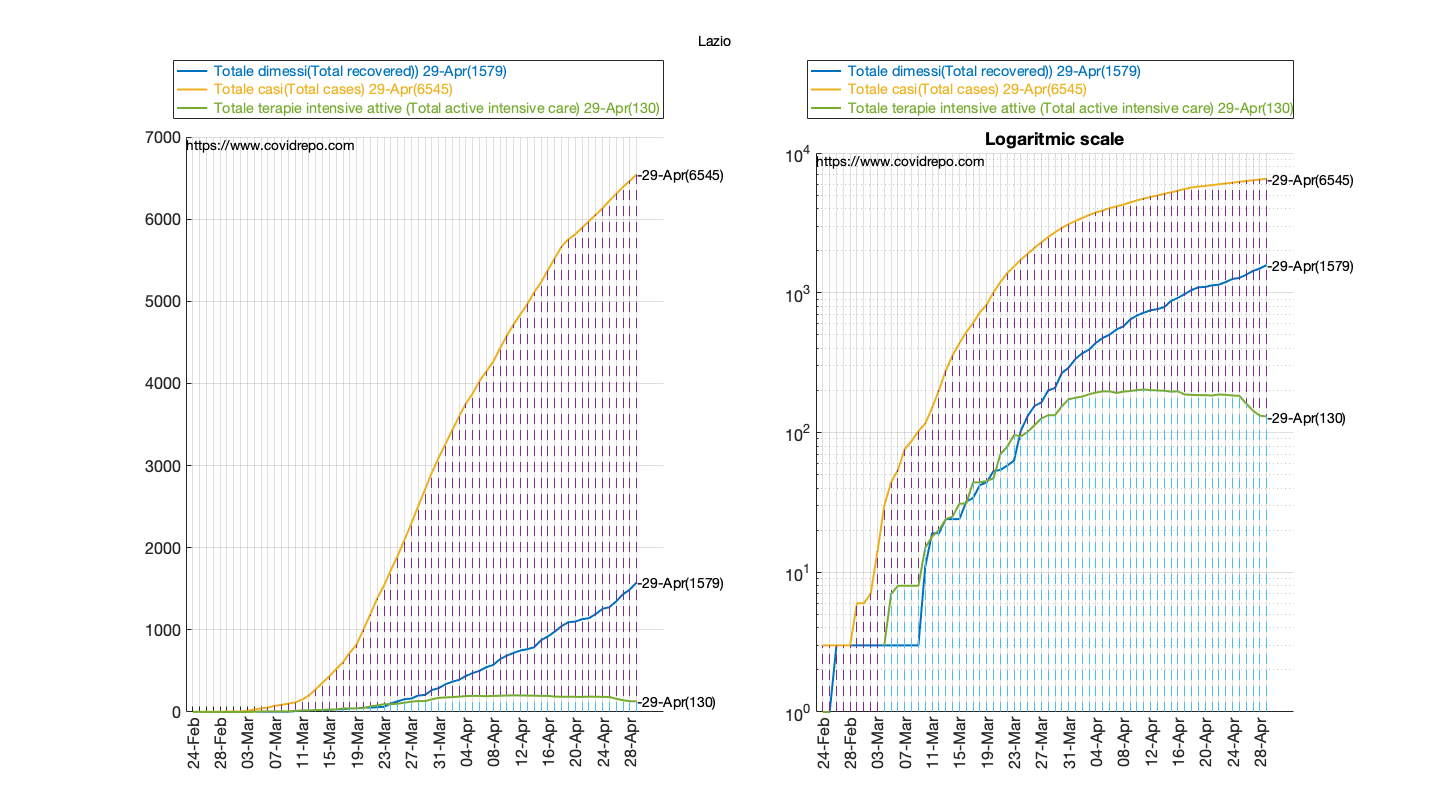 Lazio
Totale dimessi(Total recovered)) 29-Apr(1579)
Totale casi(Total cases) 29-Apr(6545)
Totale terapie intensive attive (Total active intensive care) 29-Apr(130)
7000
6000
5000
4000
3000
2000
1000
0
https://www.covidrepo.com
-29-Apr(6545)
-29-Apr(1579)
-29-Apr(130)
24-Feb
28-Feb
03-Mar
07-Mar
11-Mar
15-Mar
19-Mar
23-Mar
27-Mar
31-Mar
04-Apr
08-Apr
12-Apr
16-Apr
20-Apr
24-Apr
28-Apr
Totale dimessi(Total recovered)) 29-Apr(1579)
Totale casi(Total cases) 29-Apr(6545)
Totale terapie intensive attive (Total active intensive care) 29-Apr(130)
Logaritmic scale
10^4
10^3
10^2
10^1
10^0
https://www.covidrepo.com
-29-Apr(6545)
-29-Apr(1579)
-29-Apr(130)
24-Feb
28-Feb
03-Mar
07-Mar
11-Mar
15-Mar
19-Mar
23-Mar
27-Mar
31-Mar
04-Apr
08-Apr
12-Apr
16-Apr
20-Apr
24-Apr
28-Apr